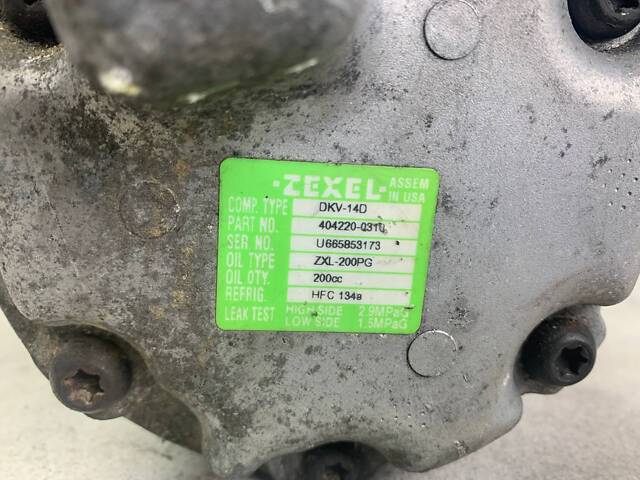 ·ZEXEL· ASSEM
IN USA
COMP. TYPE DKV-14D
PART NO. 404220-0310
SER. NO. U665853173
OIL TYPE ZXL-200PG
OIL QTY. 200cc
REFRIG. HFC 134a
LEAK TEST HIGH SIDE 2.9MPaG
LOW SIDE 1.5MPaG